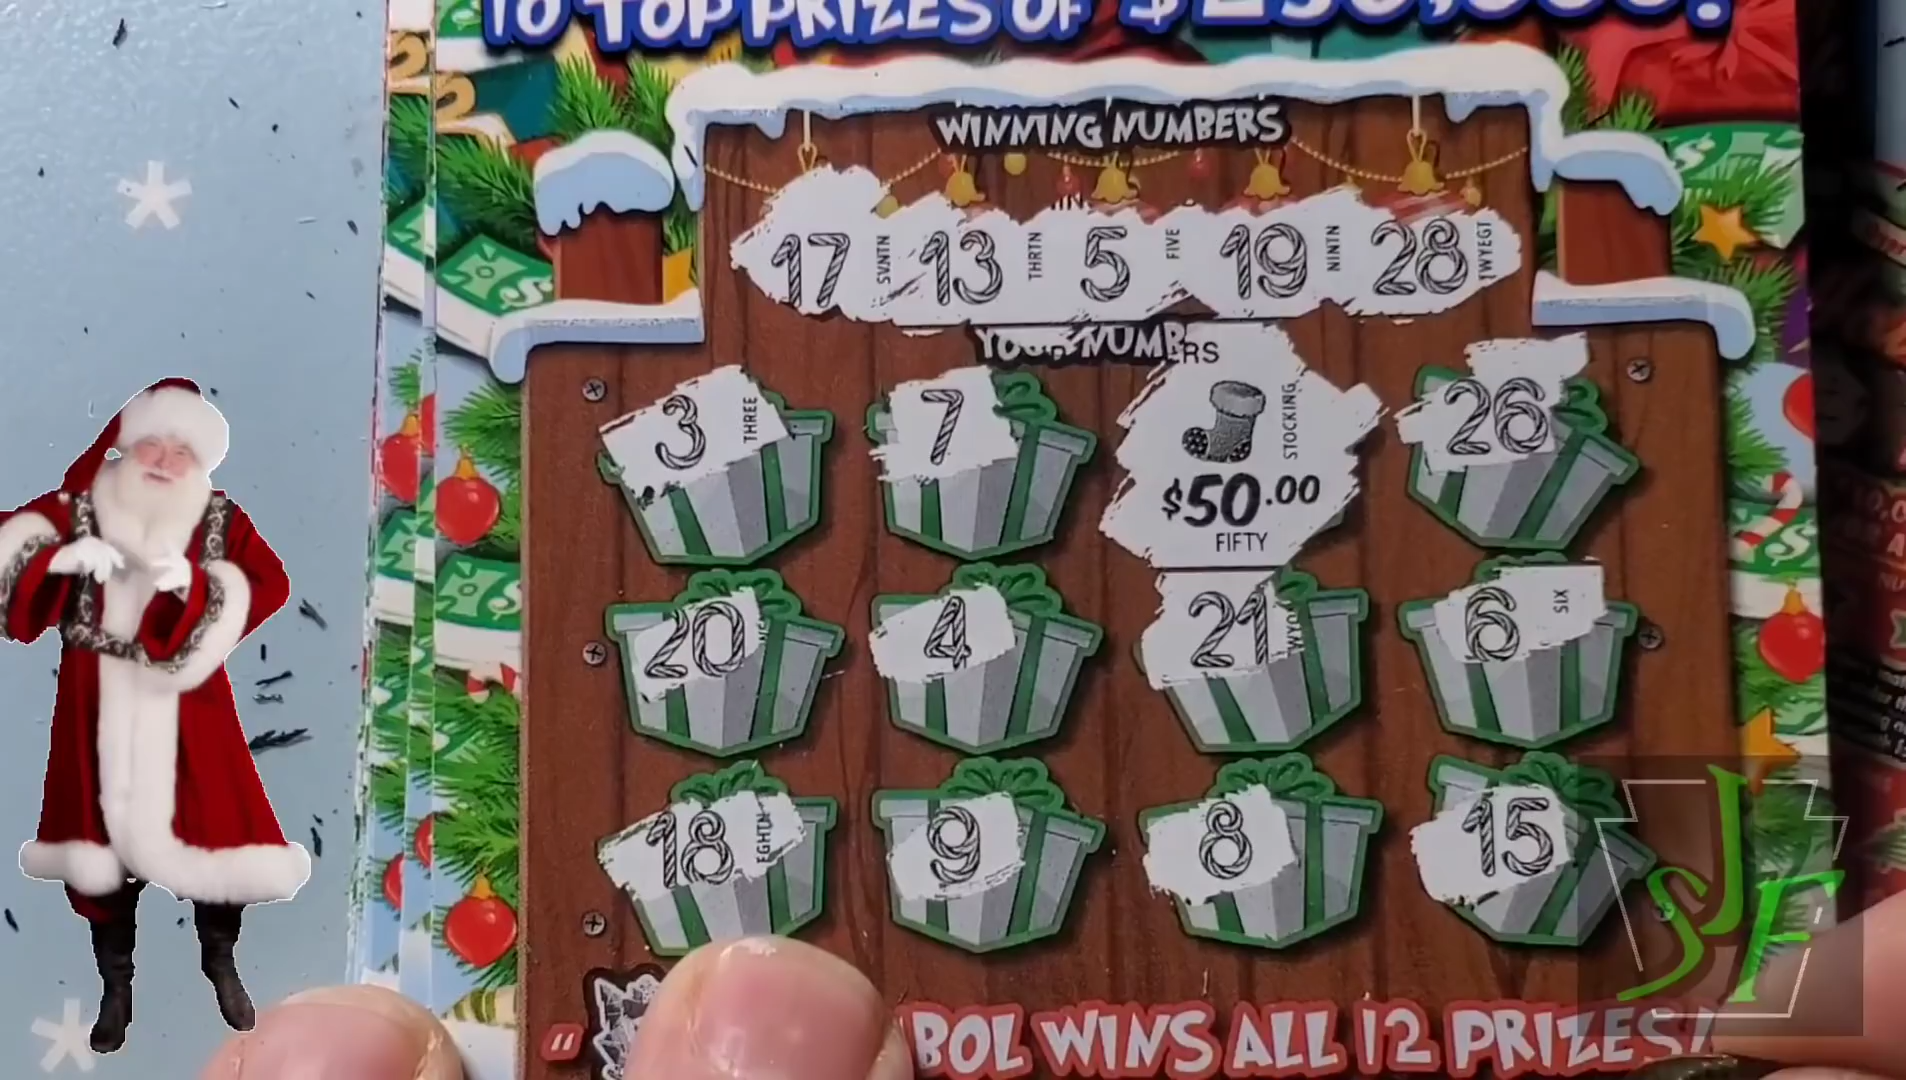 10 TOP PRIZES OF
WINNING NUMBERS
17 SVNTN 13 THRTN 5 FIVE 19 NINTN 28 TWYEGT
YOUR NUMBERS
3 THREE 7 STOCKING 26
$50.00
FIFTY
20 4 21 6 SIX
18 EGHTN 9 8 15
WINS ALL 12 PRIZES!
SJF